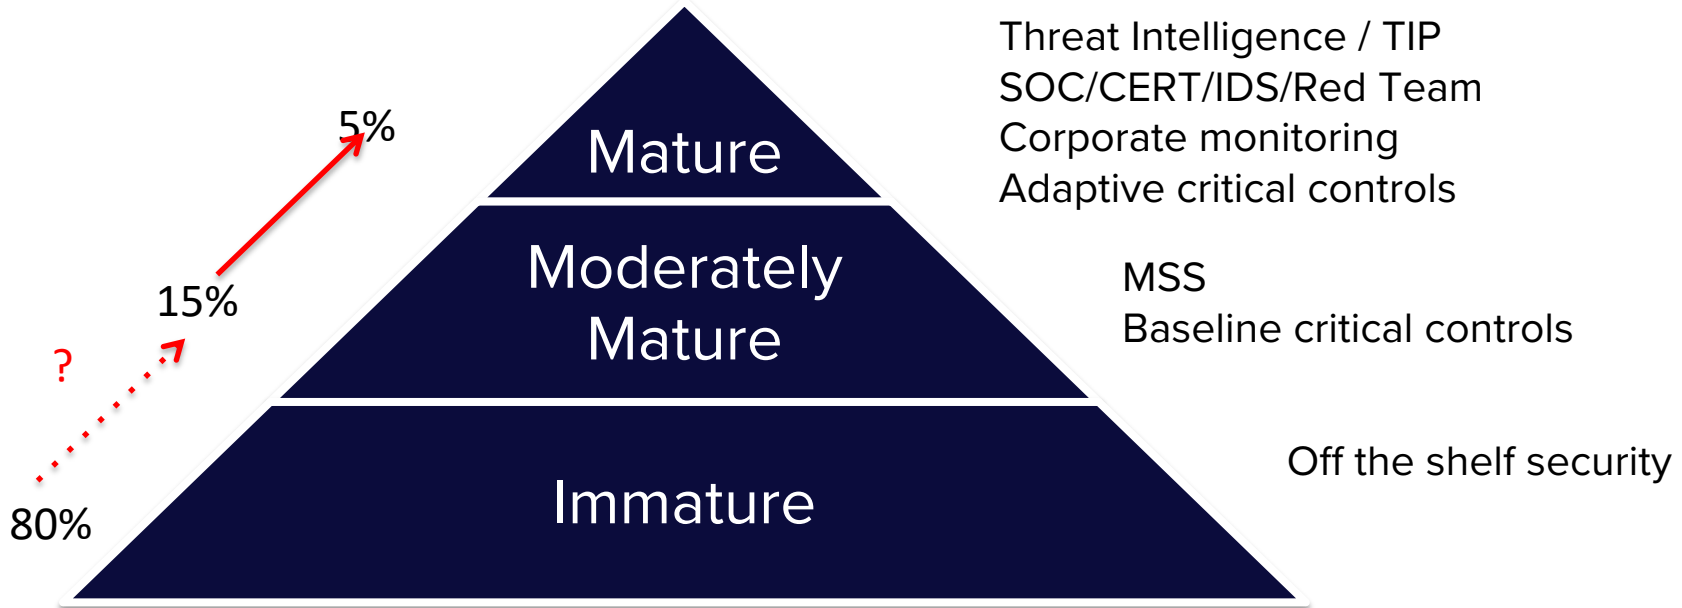 Threat Intelligence / TIP
SOC/CERT/IDS/Red Team
5%
Mature
Corporate monitoring
Adaptive critical controls
15%
Moderately
Mature
MSS
Baseline critical controls
?
80%
Immature
Off the shelf security